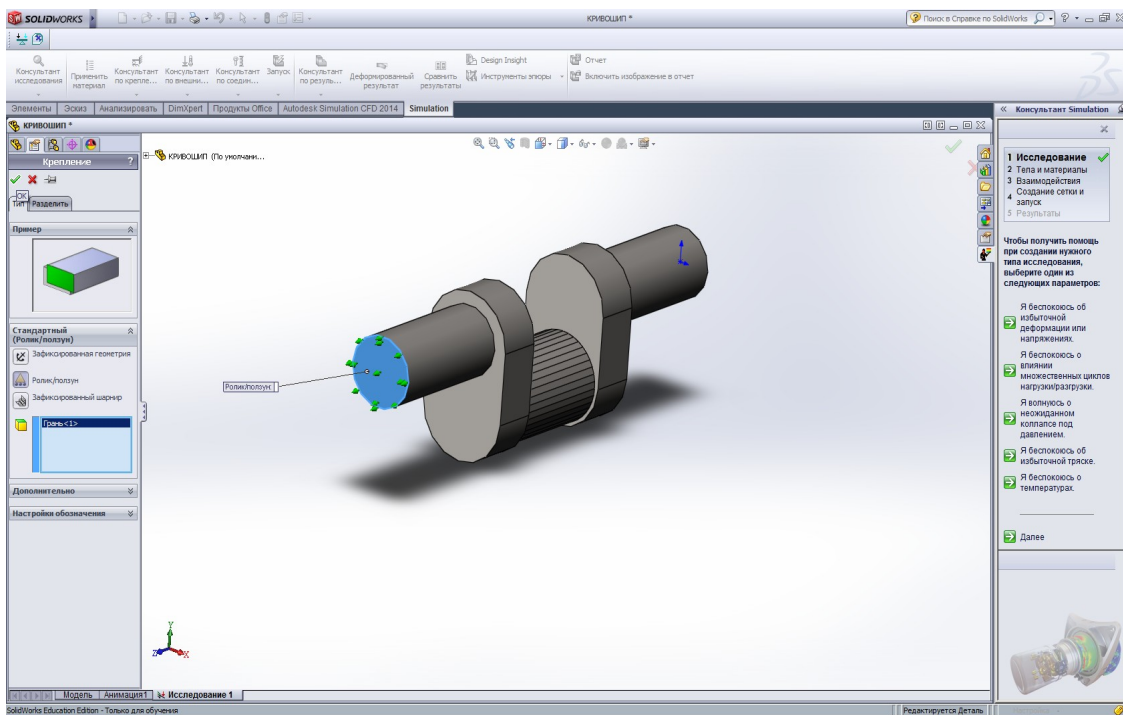 SOLIDWORKS
КРИВОШИП *
Поиск в Справке по SolidWorks
Консультант исследования
Применить материал
Консультант по крепле...
Консультант по внешни...
Консультант по соедин...
Запуск
Консультант по резуль...
Деформированный результат
Сравнить результаты
Design Insight
Инструменты эпюры
Отчет
Включить изображение в отчет
Элементы
Эскиз
Анализировать
DimXpert
Продукты Office
Autodesk Simulation CFD 2014
Simulation
Консультант Simulation
КРИВОШИП *
Крепление
?
OK
Тип
Разделить
Пример
Стандартный
(Ролик/ползун)
Зафиксированная геометрия
Ролик/ползун
Зафиксированный шарнир
Грань<1>
Дополнительно
Настройки обозначения
КРИВОШИП (По умолчани...
Ролик/ползун:
Y
Z
X
1 Исследование
2 Тела и материалы
3 Взаимодействия
4 Создание сетки и
запуск
5 Результаты
Чтобы получить помощь
при создании нужного
типа исследования,
выберите один из
следующих параметров:
Я беспокоюсь об
избыточной
деформации или
напряжениях.
Я беспокоюсь о
влиянии
множественных циклов
нагрузки/разгрузки.
Я волнуюсь о
неожиданном
коллапсе под
давлением.
Я беспокоюсь об
избыточной тряске.
Я беспокоюсь о
температурах.
Далее
Модель
Анимация1
Исследование 1
SolidWorks Education Edition - Только для обучения
Редактируется Деталь